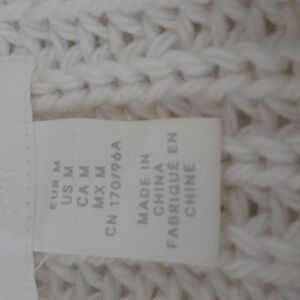 EUR M
US M
CA M
MX M
CN 170/96A
MADE IN
CHINA
FABRIQUÉ EN
CHINE